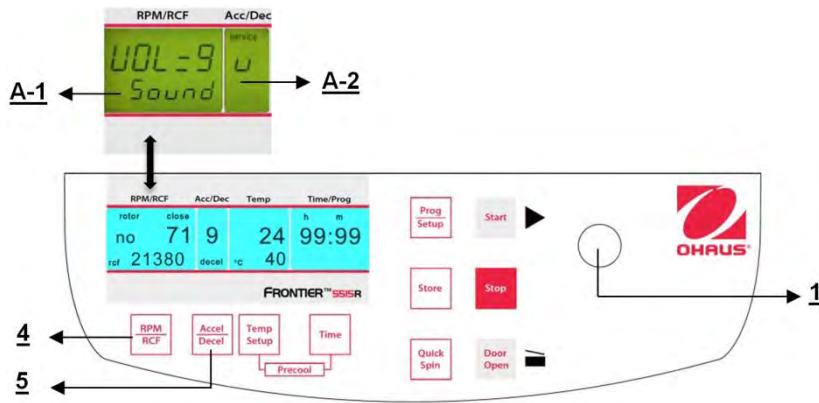 RPM/RCF Acc/Dec
service
VOL=9 u
Sound
A-1 A-2
RPM/RCF Acc/Dec Temp Time/Prog
rotor close h m
no 71 9 24 99:99
rcf 21380 decel °C 40
FRONTIER™ 5515R
Prog
Setup
Start
OHAUS®
Store
Stop
1
4
RPM
RCF
Accel
Decel
Temp
Setup
Time
Precool
Quick
Spin
Door
Open
5